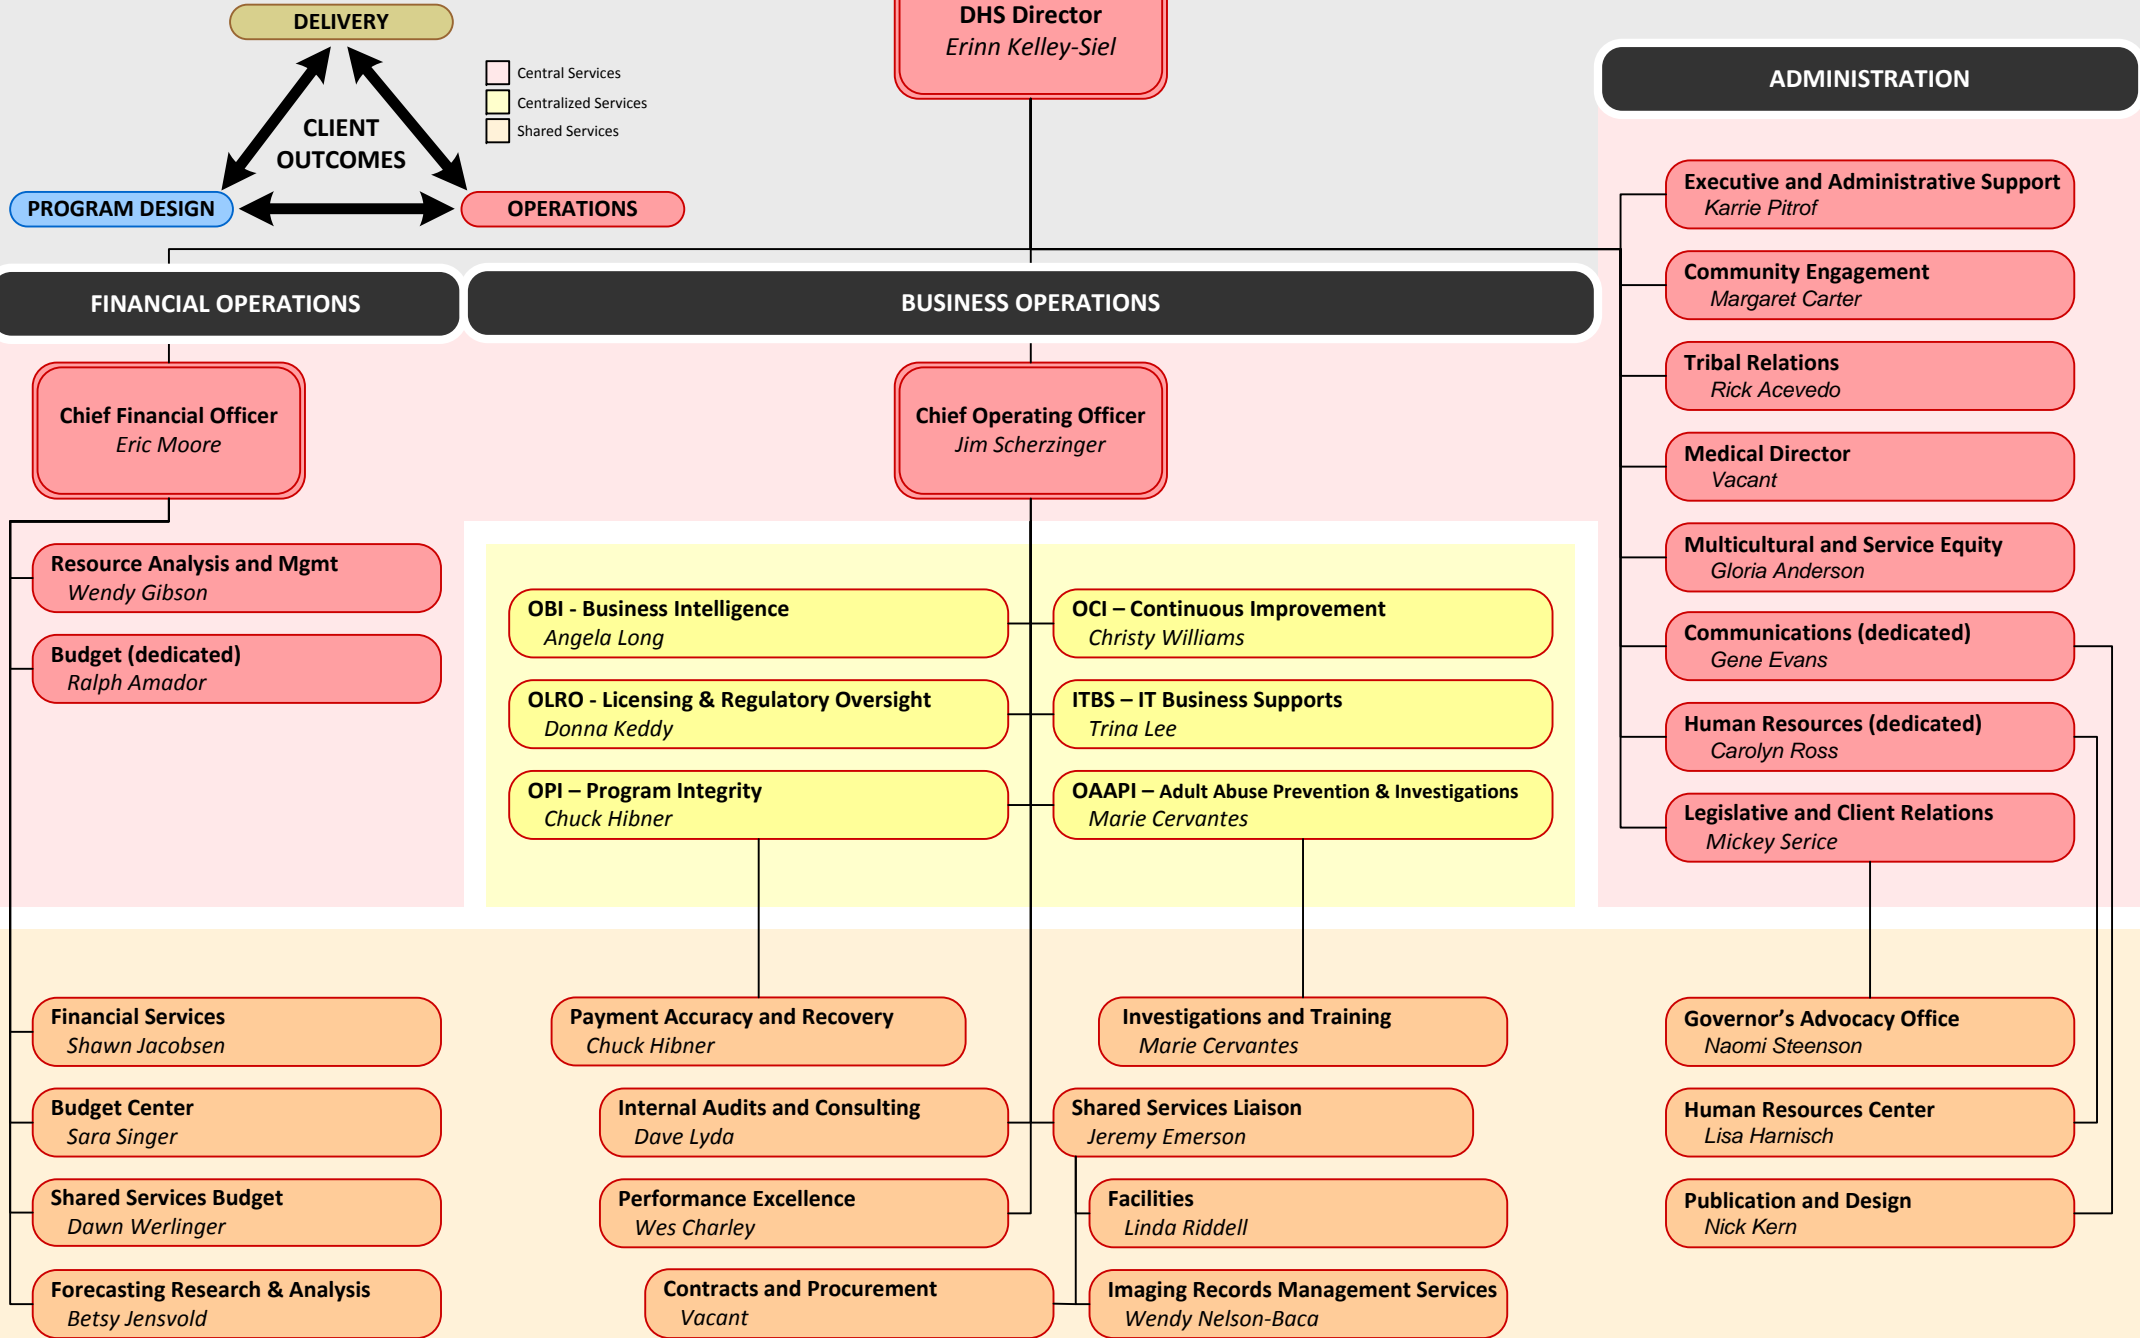 DELIVERY
CLIENT
OUTCOMES
PROGRAM DESIGN
OPERATIONS
Central Services
Centralized Services
Shared Services
DHS Director
Erinn Kelley-Siel
FINANCIAL OPERATIONS
BUSINESS OPERATIONS
ADMINISTRATION
Chief Financial Officer
Eric Moore
Resource Analysis and Mgmt
Wendy Gibson
Budget (dedicated)
Ralph Amador
Financial Services
Shawn Jacobsen
Budget Center
Sara Singer
Shared Services Budget
Dawn Werlinger
Forecasting Research & Analysis
Betsy Jensvold
Chief Operating Officer
Jim Scherzinger
OBI - Business Intelligence
Angela Long
OCI – Continuous Improvement
Christy Williams
OLRO - Licensing & Regulatory Oversight
Donna Keddy
ITBS – IT Business Supports
Trina Lee
OPI – Program Integrity
Chuck Hibner
OAAPI – Adult Abuse Prevention & Investigations
Marie Cervantes
Payment Accuracy and Recovery
Chuck Hibner
Investigations and Training
Marie Cervantes
Internal Audits and Consulting
Dave Lyda
Shared Services Liaison
Jeremy Emerson
Performance Excellence
Wes Charley
Facilities
Linda Riddell
Contracts and Procurement
Vacant
Imaging Records Management Services
Wendy Nelson-Baca
Executive and Administrative Support
Karrie Pitrof
Community Engagement
Margaret Carter
Tribal Relations
Rick Acevedo
Medical Director
Vacant
Multicultural and Service Equity
Gloria Anderson
Communications (dedicated)
Gene Evans
Human Resources (dedicated)
Carolyn Ross
Legislative and Client Relations
Mickey Serice
Governor’s Advocacy Office
Naomi Steenson
Human Resources Center
Lisa Harnisch
Publication and Design
Nick Kern